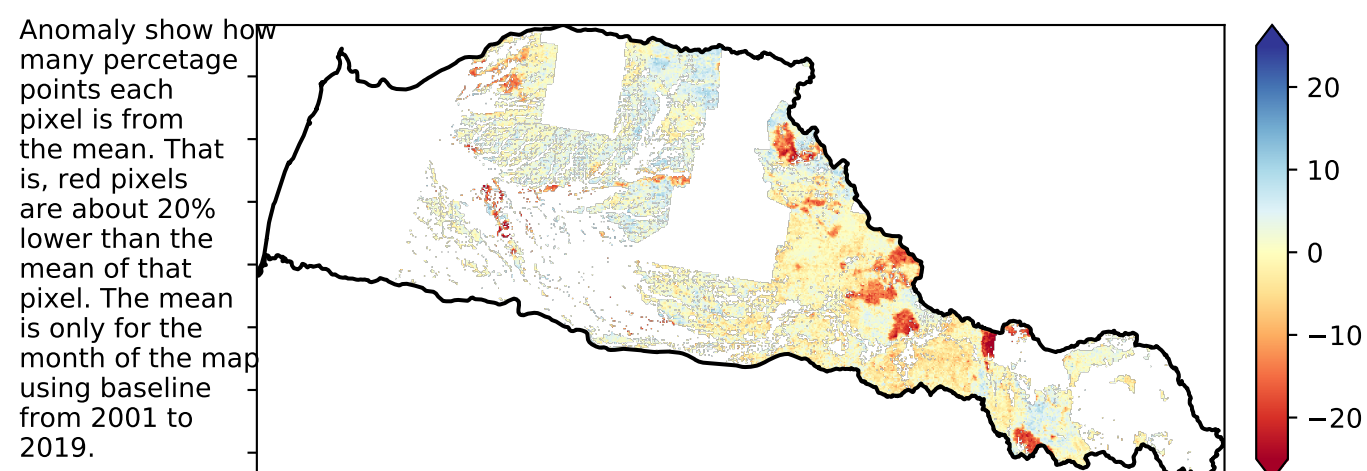 Anomaly show how
many percetage
points each
pixel is from
the mean. That
is, red pixels
are about 20%
lower than the
mean of that
pixel. The mean
is only for the
month of the map
using baseline
from 2001 to
2019.
20
10
0
−10
−20